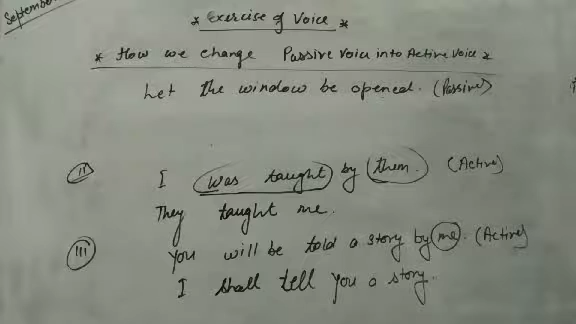 September
* Exercise of Voice *
* How we change Passive Voice into Active Voice *
Let the window be opened. (Passive)
(ii) I was taught by them. (Active)
They taught me.
(iii) You will be told a story by me. (Active)
I shall tell you a story.